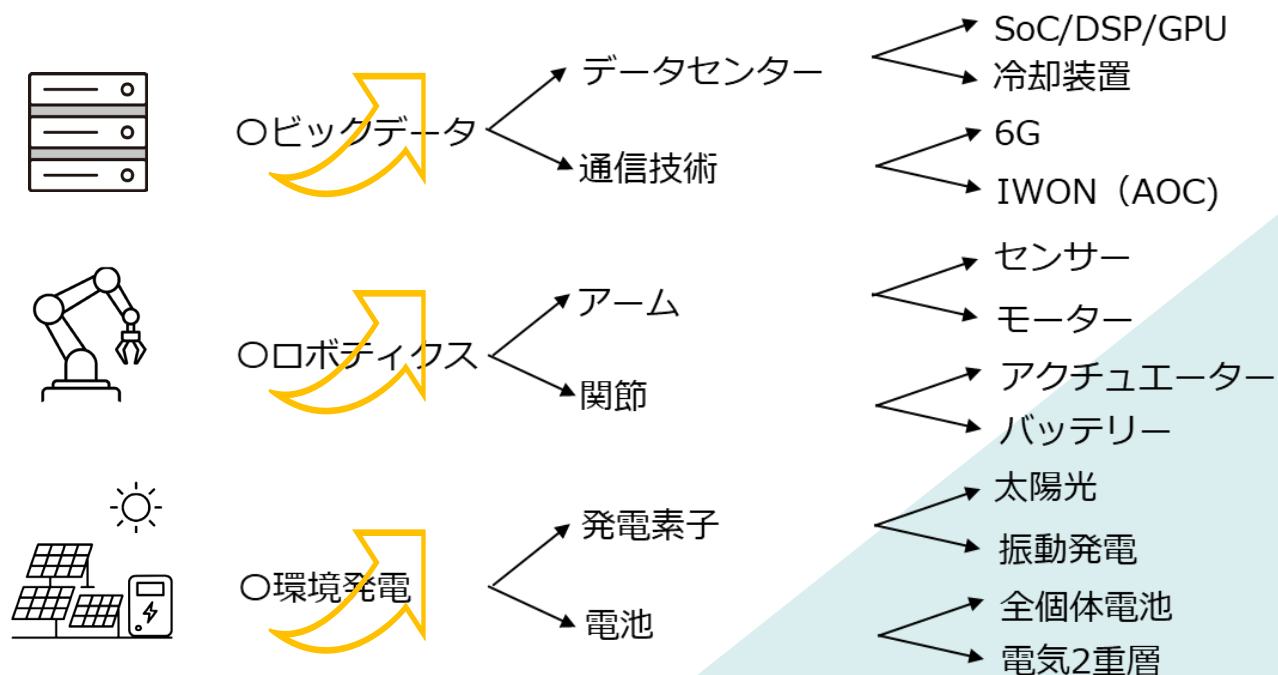 〇ビックデータ
データセンター
SoC/DSP/GPU
冷却装置
通信技術
6G
IWON（AOC)
〇ロボティクス
アーム
センサー
モーター
関節
アクチュエーター
バッテリー
〇環境発電
発電素子
太陽光
振動発電
電池
全個体電池
電気2重層